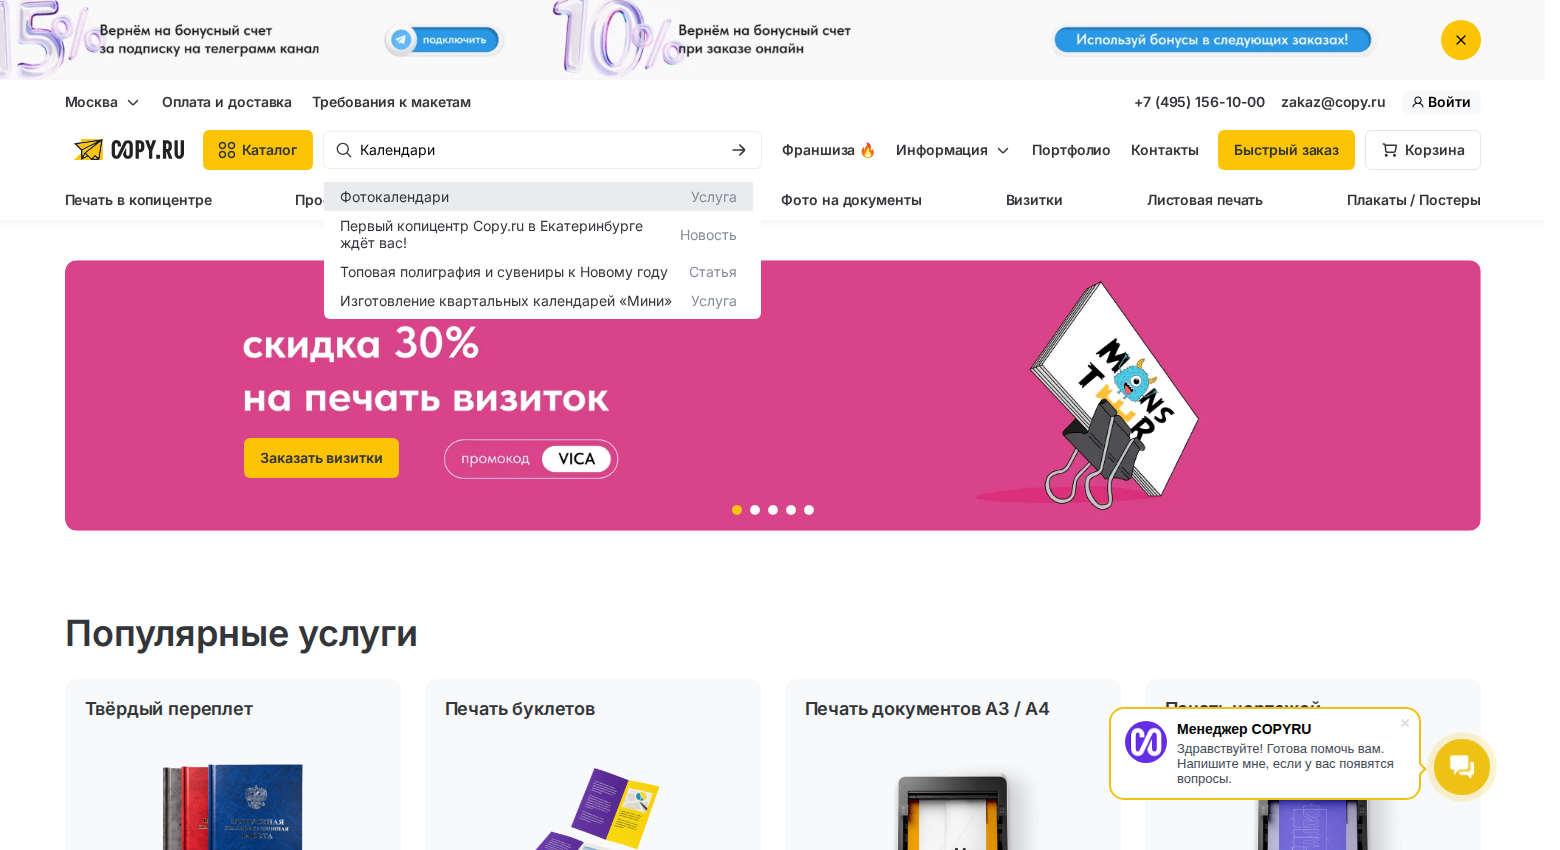 15%
Вернём на бонусный счет
за подписку на телеграмм канал
подключить
10%
Вернём на бонусный счет
при заказе онлайн
Используй бонусы в следующих заказах!
Москва
Оплата и доставка
Требования к макетам
+7 (495) 156-10-00
zakaz@copy.ru
Войти
COPY.RU
Каталог
Календари
Франшиза 🔥
Информация
Портфолио
Контакты
Быстрый заказ
Корзина
Печать в копицентре
Фото на документы
Визитки
Листовая печать
Плакаты / Постеры
Фотокалендари
Услуга
Первый копицентр Copy.ru в Екатеринбурге
ждёт вас!
Новость
Топовая полиграфия и сувениры к Новому году
Статья
Изготовление квартальных календарей «Мини»
Услуга
скидка 30%
на печать визиток
Заказать визитки
промокод
VICA
MONSTER
Популярные услуги
Твёрдый переплет
Печать буклетов
Печать документов А3 / А4
Менеджер COPYRU
Здравствуйте! Готова помочь вам.
Напишите мне, если у вас появятся
вопросы.